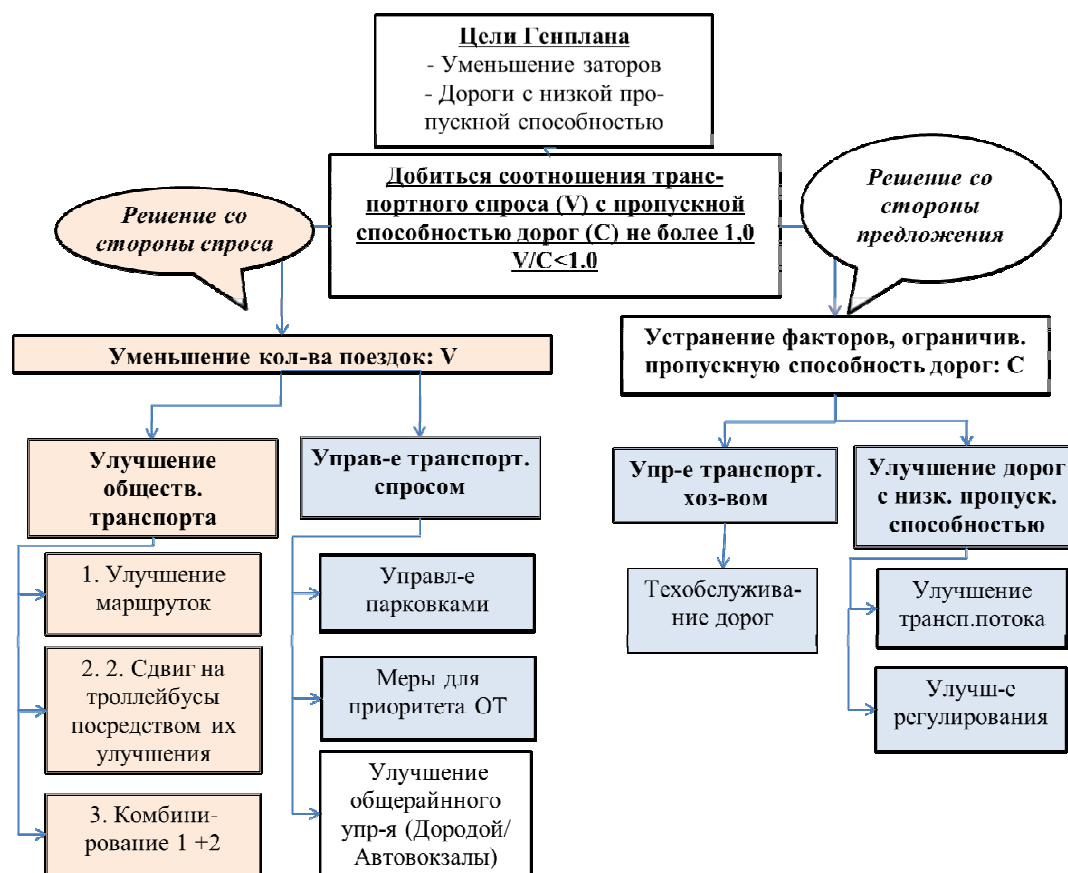 Цели Генплана
- Уменьшение заторов
- Дороги с низкой про-
пускной способностью
Добиться соотношения транс-
портного спроса (V) с пропускной
способностью дорог (С) не более 1,0
V/C<1.0
Решение со
стороны спроса
Решение со
стороны
предложения
Уменьшение кол-ва поездок: V
Устранение факторов, ограничив.
пропускную способность дорог: С
Улучшение
обществ.
транспорта
Управ-е транспорт.
спросом
Упр-е транспорт.
хоз-вом
Улучшение дорог
с низк. пропуск.
способностью
1. Улучшение
маршруток
2. 2. Сдвиг на
троллейбусы
посредством их
улучшения
3. Комбини-
рование 1 +2
Управл-е
парковками
Меры для
приоритета ОТ
Улучшение
общерайнного
упр-я (Дородой/
Автовокзалы)
Техобслужива-
ние дорог
Улучшение
трансп.потока
Улучш-с
регулирования